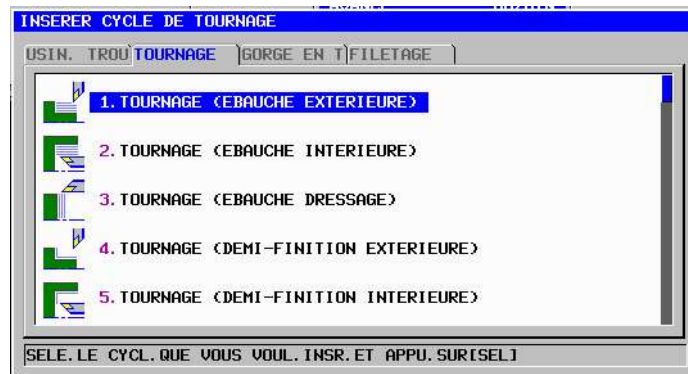 INSERER CYCLE DE TOURNAGE
USIN. TROU TOURNAGE GORGE EN T FILETAGE
1. TOURNAGE (EBAUCHE EXTERIEURE)
2. TOURNAGE (EBAUCHE INTERIEURE)
3. TOURNAGE (EBAUCHE DRESSAGE)
4. TOURNAGE (DEMI-FINITION EXTERIEURE)
5. TOURNAGE (DEMI-FINITION INTERIEURE)
SELE.LE CYCL.QUE VOUS VOUL.INSR.ET APPU.SUR[SEL]